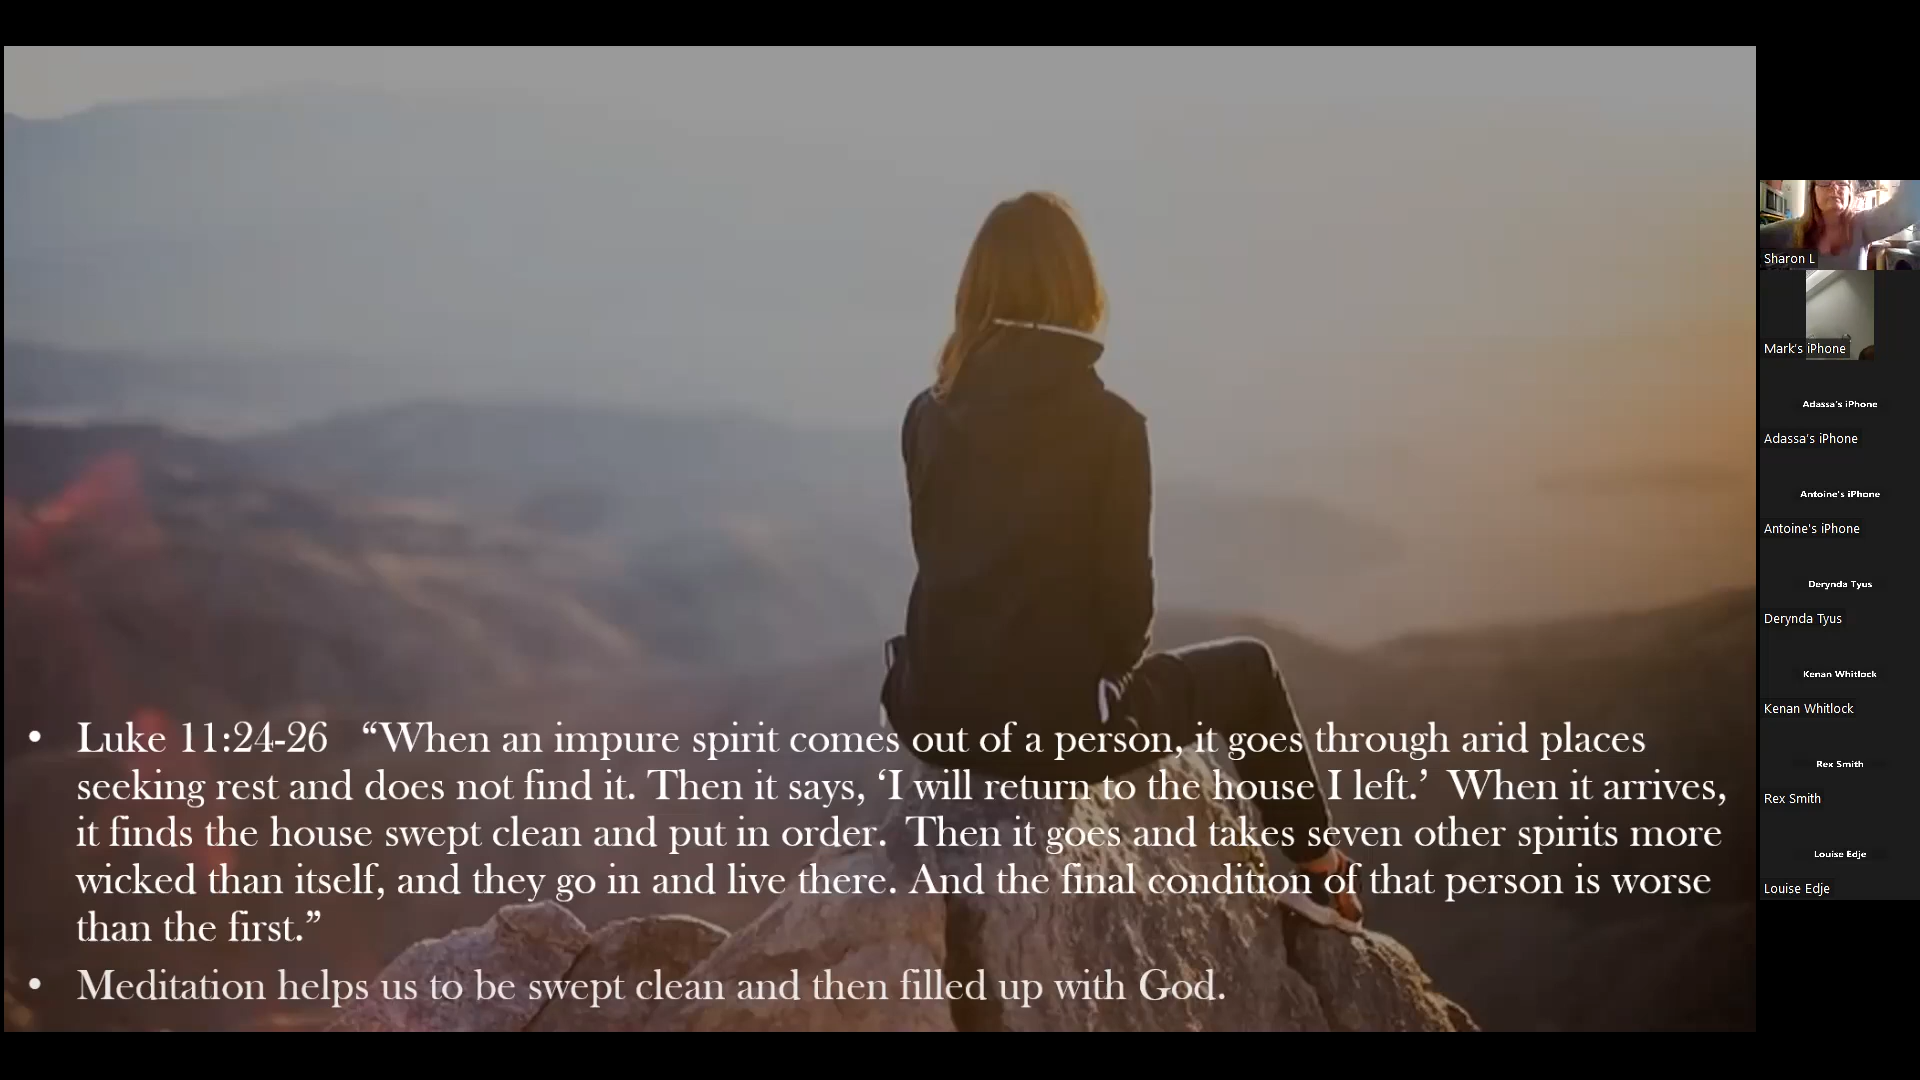 • Luke 11:24-26 “When an impure spirit comes out of a person, it goes through arid places
seeking rest and does not find it. Then it says, ‘I will return to the house I left.’ When it arrives,
it finds the house swept clean and put in order. Then it goes and takes seven other spirits more
wicked than itself, and they go in and live there. And the final condition of that person is worse
than the first.”
• Meditation helps us to be swept clean and then filled up with God.
Sharon L
Mark's iPhone
Adassa's iPhone
Adassa's iPhone
Antoine's iPhone
Antoine's iPhone
Derynda Tyus
Derynda Tyus
Kenan Whitlock
Kenan Whitlock
Rex Smith
Rex Smith
Louise Edje
Louise Edje